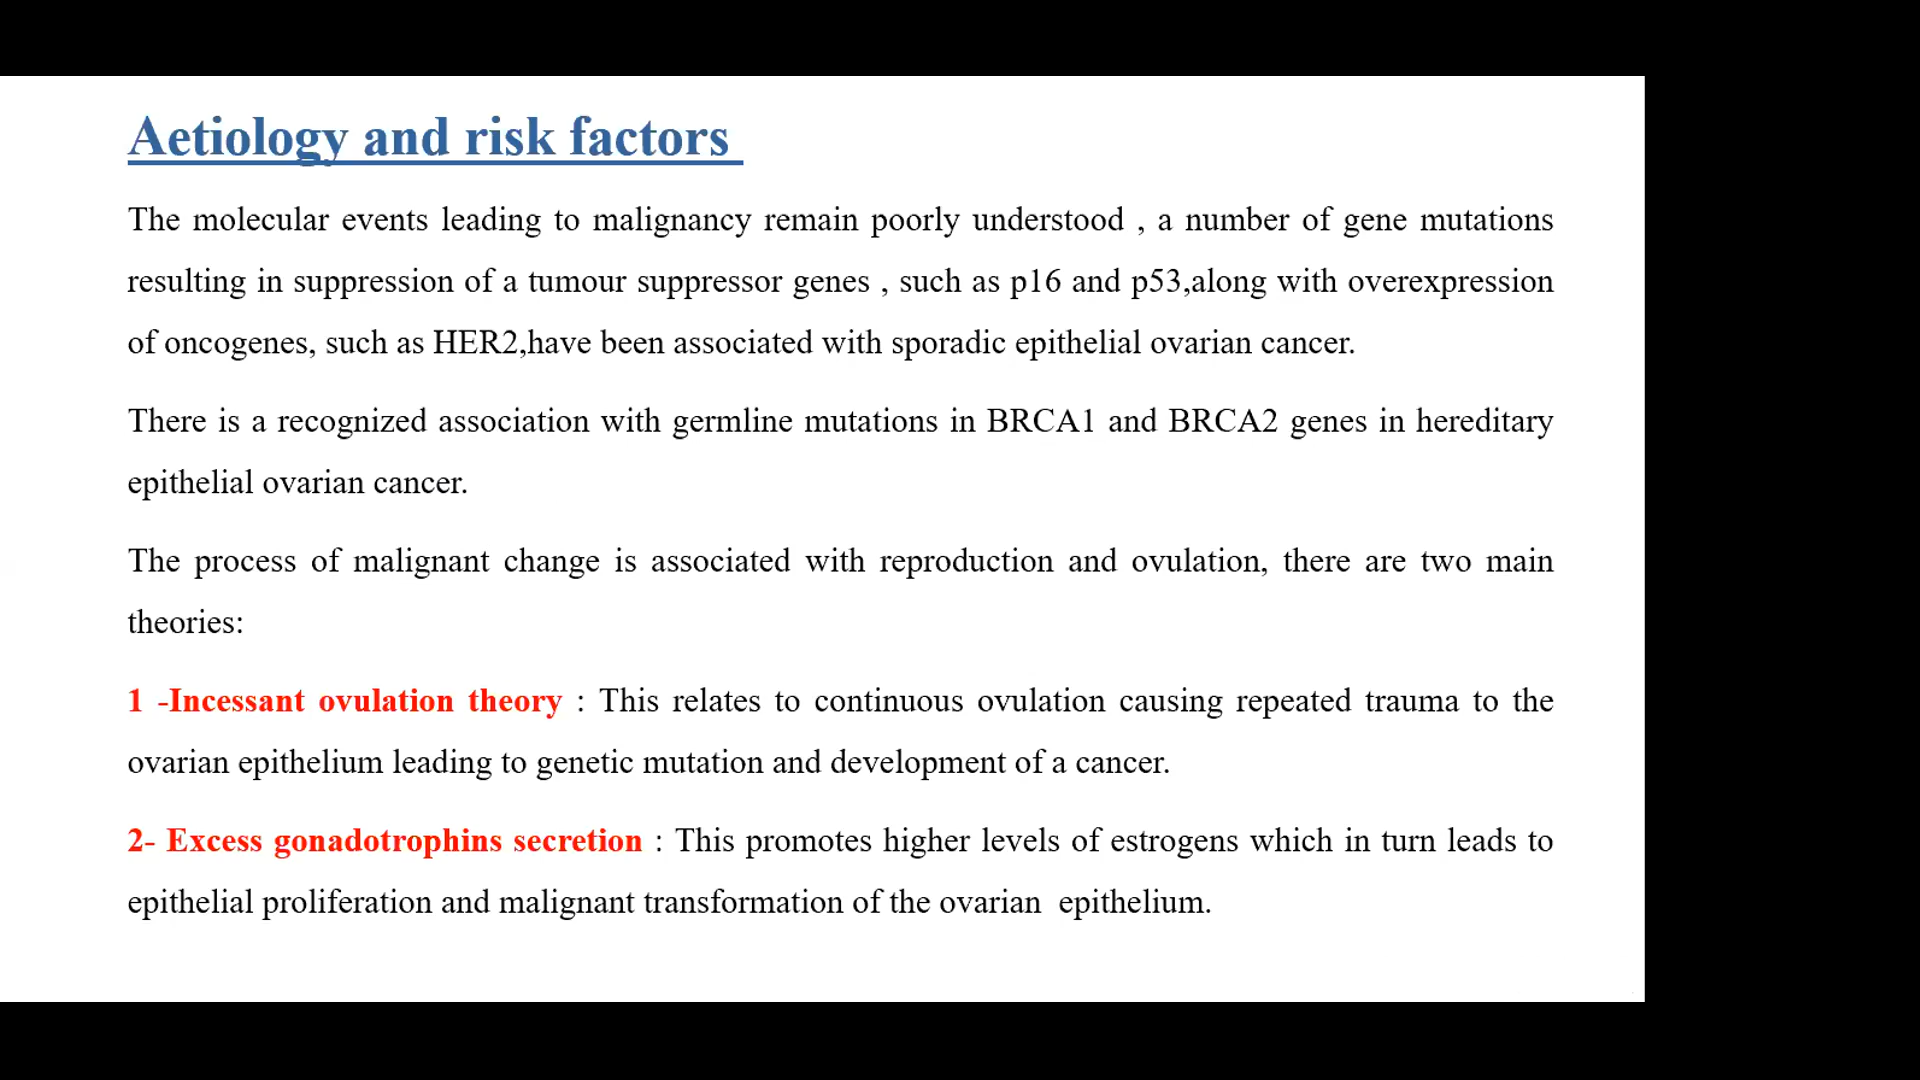 Aetiology and risk factors
The molecular events leading to malignancy remain poorly understood , a number of gene mutations
resulting in suppression of a tumour suppressor genes , such as p16 and p53,along with overexpression
of oncogenes, such as HER2,have been associated with sporadic epithelial ovarian cancer.
There is a recognized association with germline mutations in BRCA1 and BRCA2 genes in hereditary
epithelial ovarian cancer.
The process of malignant change is associated with reproduction and ovulation, there are two main
theories:
1 -Incessant ovulation theory : This relates to continuous ovulation causing repeated trauma to the
ovarian epithelium leading to genetic mutation and development of a cancer.
2- Excess gonadotrophins secretion : This promotes higher levels of estrogens which in turn leads to
epithelial proliferation and malignant transformation of the ovarian  epithelium.